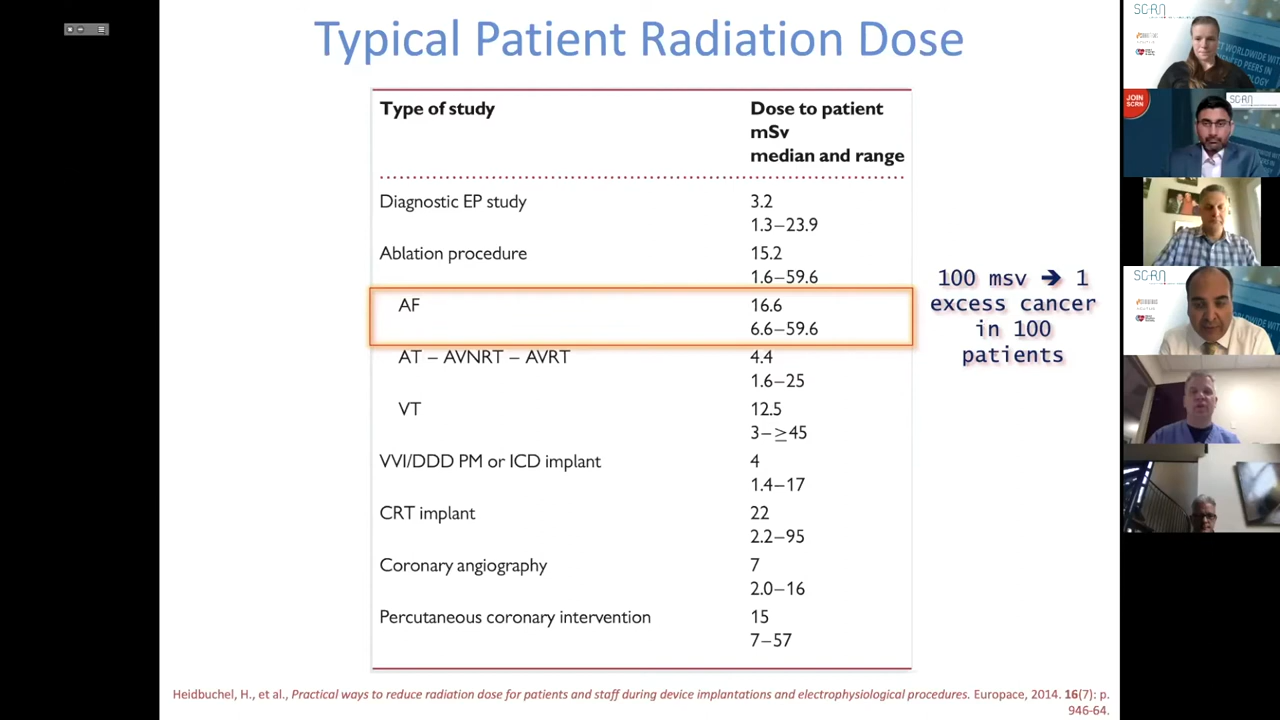 Typical Patient Radiation Dose
Type of study
Dose to patient
mSv
median and range
Diagnostic EP study
3.2
1.3–23.9
Ablation procedure
15.2
1.6–59.6
AF
16.6
6.6–59.6
AT – AVNRT – AVRT
4.4
1.6–25
VT
12.5
3–≥45
VVI/DDD PM or ICD implant
4
1.4–17
CRT implant
22
2.2–95
Coronary angiography
7
2.0–16
Percutaneous coronary intervention
15
7–57
100 msv ➔ 1
excess cancer
in 100
patients
Heidbuchel, H., et al., Practical ways to reduce radiation dose for patients and staff during device implantations and electrophysiological procedures. Europace, 2014. 16(7): p.
946-64.
SCRN
JOIN
SCRN
SCRN
SCRN